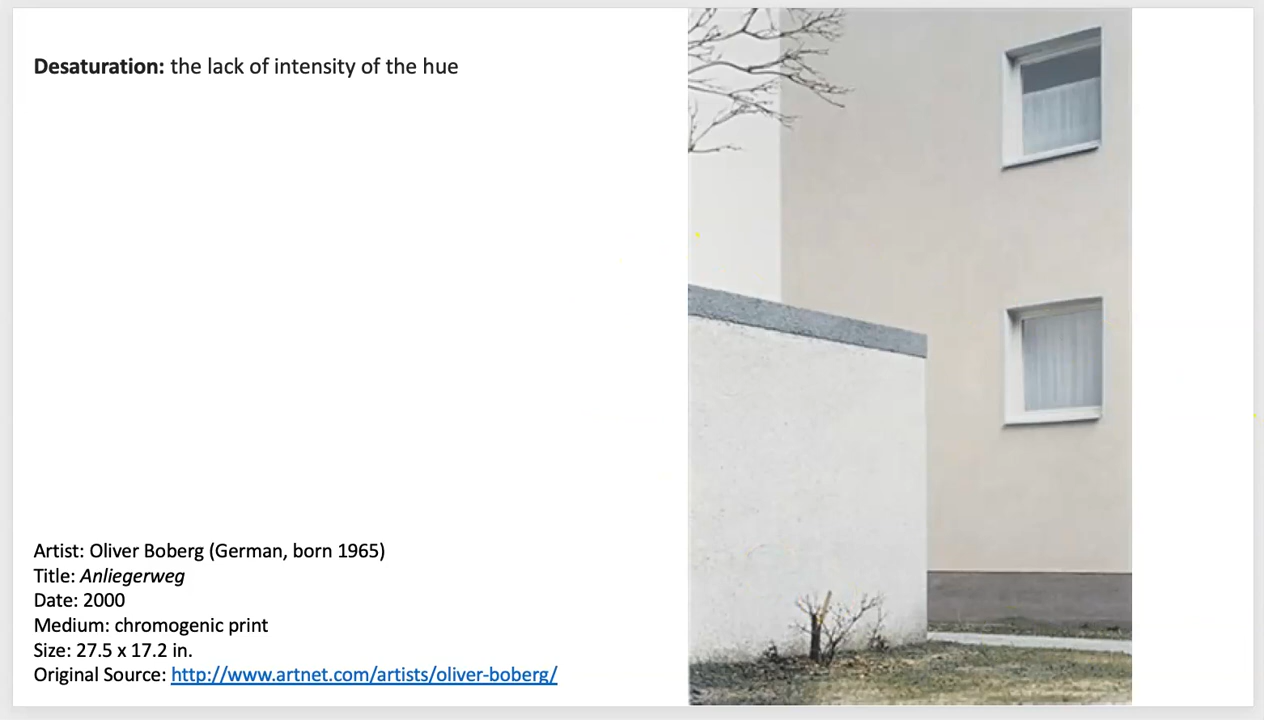 Desaturation: the lack of intensity of the hue
Artist: Oliver Boberg (German, born 1965)
Title: Anliegerweg
Date: 2000
Medium: chromogenic print
Size: 27.5 x 17.2 in.
Original Source: http://www.artnet.com/artists/oliver-boberg/